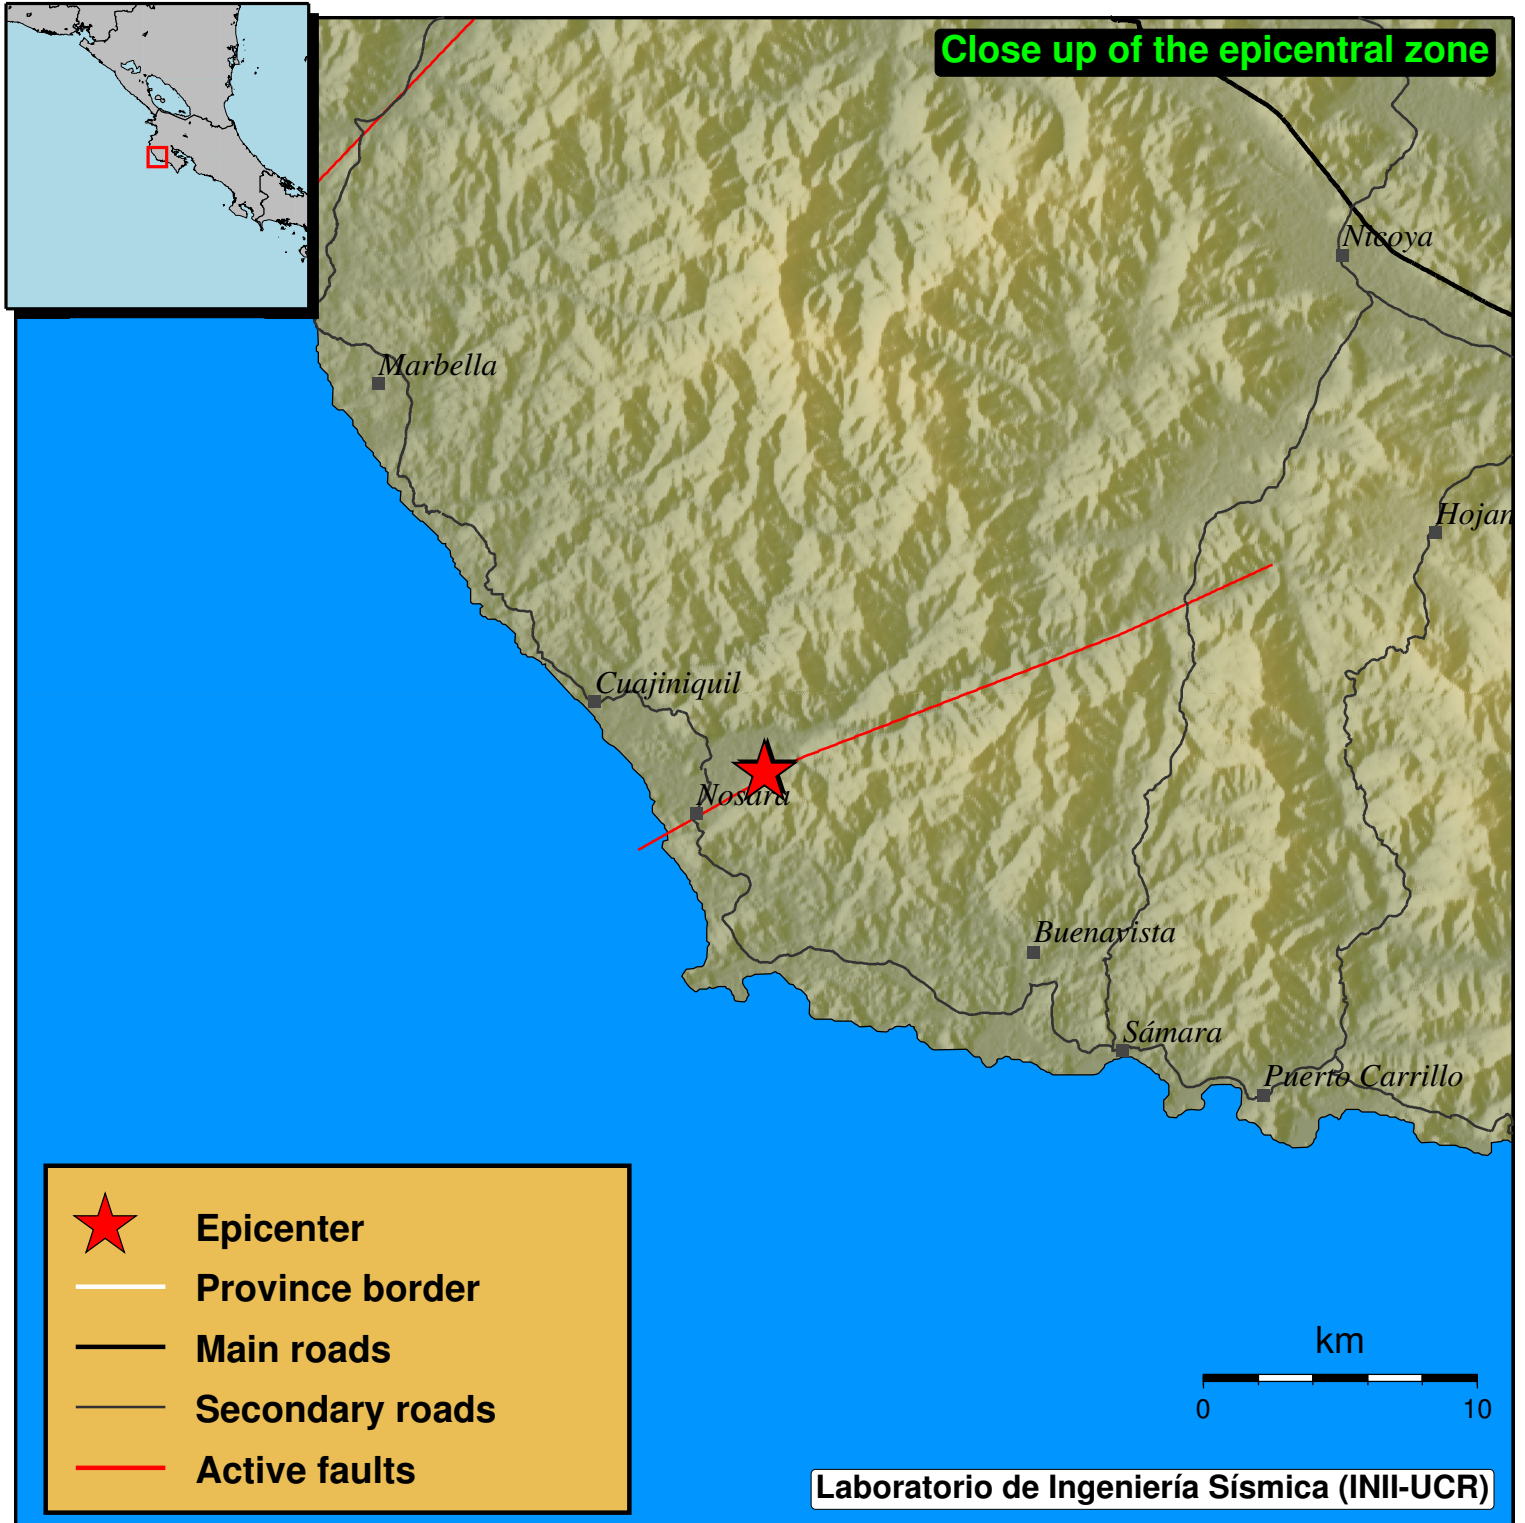 Close up of the epicentral zone
Nicoya
Marbella
Hojan
Cuajiniquil
Nosara
Buenavista
Sámara
Puerto Carrillo
Epicenter
Province border
Main roads
Secondary roads
Active faults
km
0 10
Laboratorio de Ingeniería Sísmica (INII-UCR)